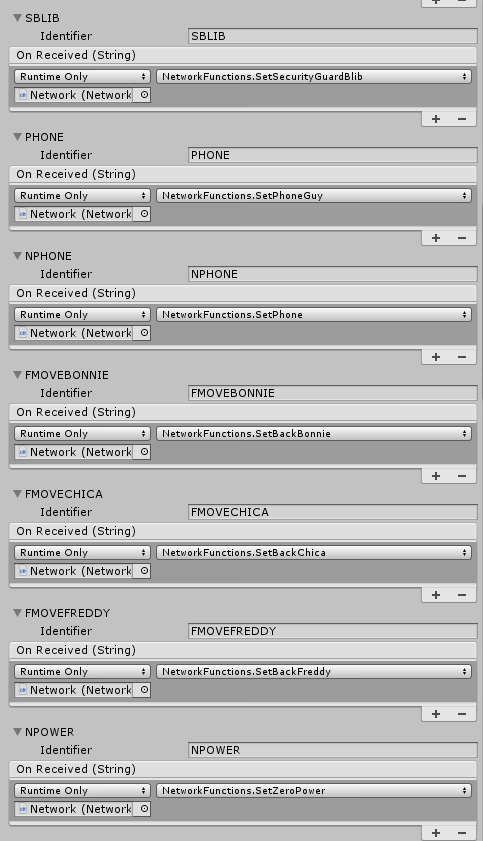 SBLIB
Identifier SBLIB
On Received (String)
Runtime Only NetworkFunctions.SetSecurityGuardBlib
Network (Network
+ −
PHONE
Identifier PHONE
On Received (String)
Runtime Only NetworkFunctions.SetPhoneGuy
Network (Network
+ −
NPHONE
Identifier NPHONE
On Received (String)
Runtime Only NetworkFunctions.SetPhone
Network (Network
+ −
FMOVEBONNIE
Identifier FMOVEBONNIE
On Received (String)
Runtime Only NetworkFunctions.SetBackBonnie
Network (Network
+ −
FMOVECHICA
Identifier FMOVECHICA
On Received (String)
Runtime Only NetworkFunctions.SetBackChica
Network (Network
+ −
FMOVEFREDDY
Identifier FMOVEFREDDY
On Received (String)
Runtime Only NetworkFunctions.SetBackFreddy
Network (Network
+ −
NPOWER
Identifier NPOWER
On Received (String)
Runtime Only NetworkFunctions.SetZeroPower
Network (Network
+ −